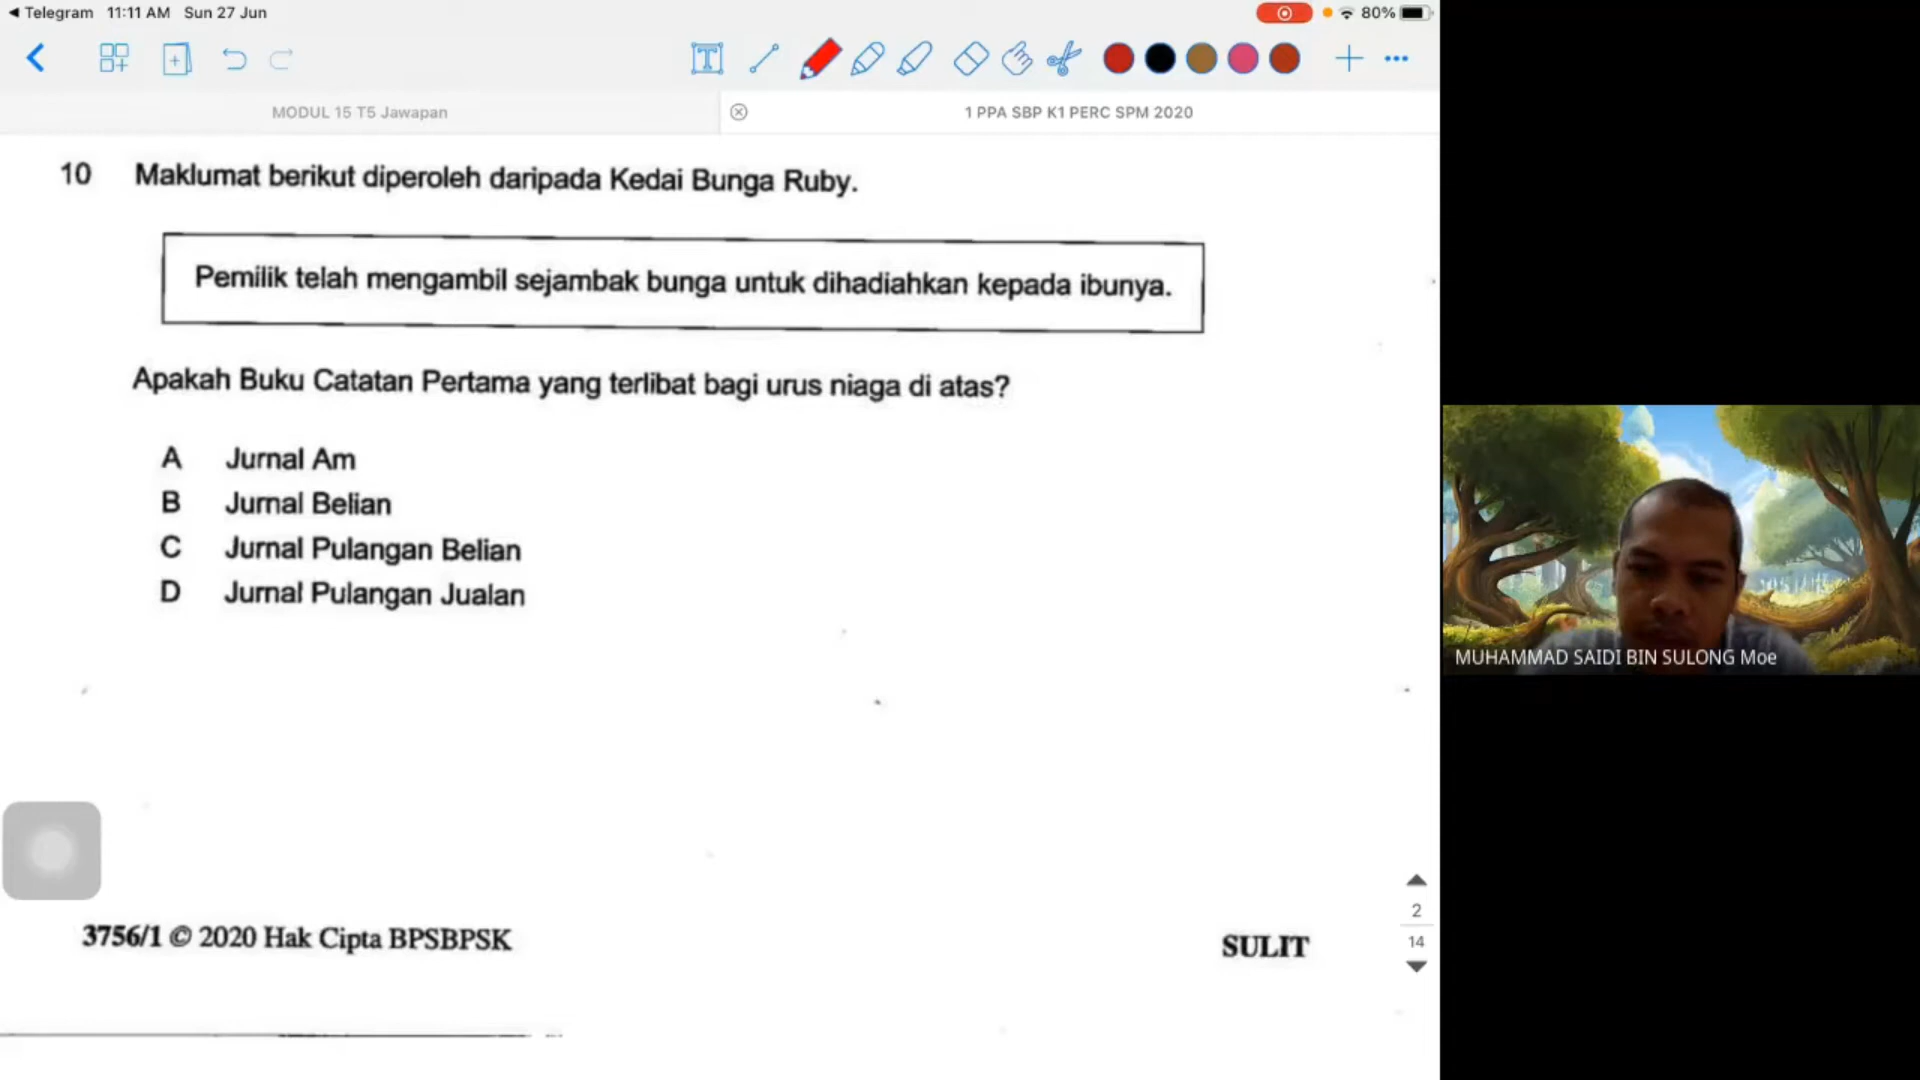 Telegram 11:11 AM Sun 27 Jun
80%
MODUL 15 T5 Jawapan
1 PPA SBP K1 PERC SPM 2020
10 Maklumat berikut diperoleh daripada Kedai Bunga Ruby.
Pemilik telah mengambil sejambak bunga untuk dihadiahkan kepada ibunya.
Apakah Buku Catatan Pertama yang terlibat bagi urus niaga di atas?
A Jurnal Am
B Jurnal Belian
C Jurnal Pulangan Belian
D Jurnal Pulangan Jualan
MUHAMMAD SAIDI BIN SULONG Moe
2
14
3756/1 © 2020 Hak Cipta BPSBPSK
SULIT